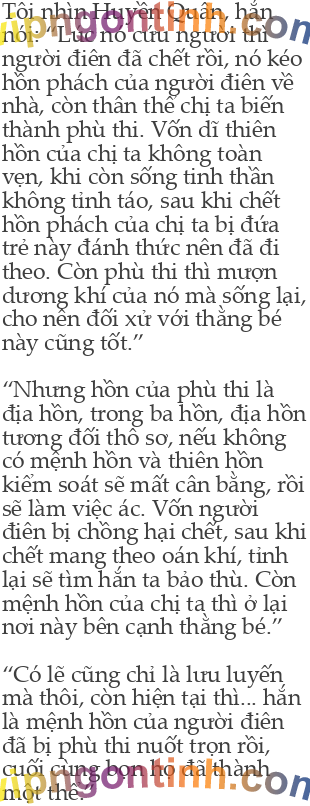 Tôi nhìn Huyền Quân, hắn
nói: “Lúc nó cứu người thì
người điên đã chết rồi, nó kéo
hồn phách của người điên về
nhà, còn thân thể chị ta biến
thành phù thi. Vốn dĩ thiên
hồn của chị ta không toàn
vẹn, khi còn sống tinh thần
không tỉnh táo, sau khi chết
hồn phách của chị ta bị đứa
trẻ này đánh thức nên đã đi
theo. Còn phù thi thì mượn
dương khí của nó mà sống lại,
cho nên đối xử với thằng bé
này cũng tốt.”
“Nhưng hồn của phù thi là
địa hồn, trong ba hồn, địa hồn
tương đối thô sơ, nếu không
có mệnh hồn và thiên hồn
kiểm soát sẽ mất cân bằng, rồi
sẽ làm việc ác. Vốn người
điên bị chồng hại chết, sau khi
chết mang theo oán khí, tỉnh
lại sẽ tìm hắn ta bảo thù. Còn
mệnh hồn của chị ta thì ở lại
nơi này bên cạnh thằng bé.”
“Có lẽ cũng chỉ là lưu luyến
mà thôi, còn hiện tại thì... hắn
là mệnh hồn của người điên
đã bị phù thi nuốt trọn rồi,
cuối cùng bọn họ đã thành
một thể.”
vipngontinh.com
vipngontinh.com